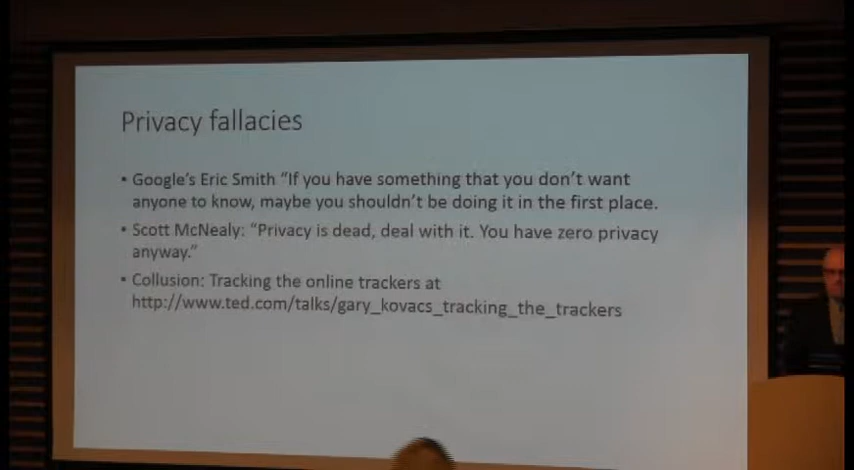 Privacy fallacies
• Google's Eric Smith "If you have something that you don't want
anyone to know, maybe you shouldn't be doing it in the first place.
• Scott McNealy: "Privacy is dead, deal with it. You have zero privacy
anyway."
• Collusion: Tracking the online trackers at
http://www.ted.com/talks/gary_kovacs_tracking_the_trackers